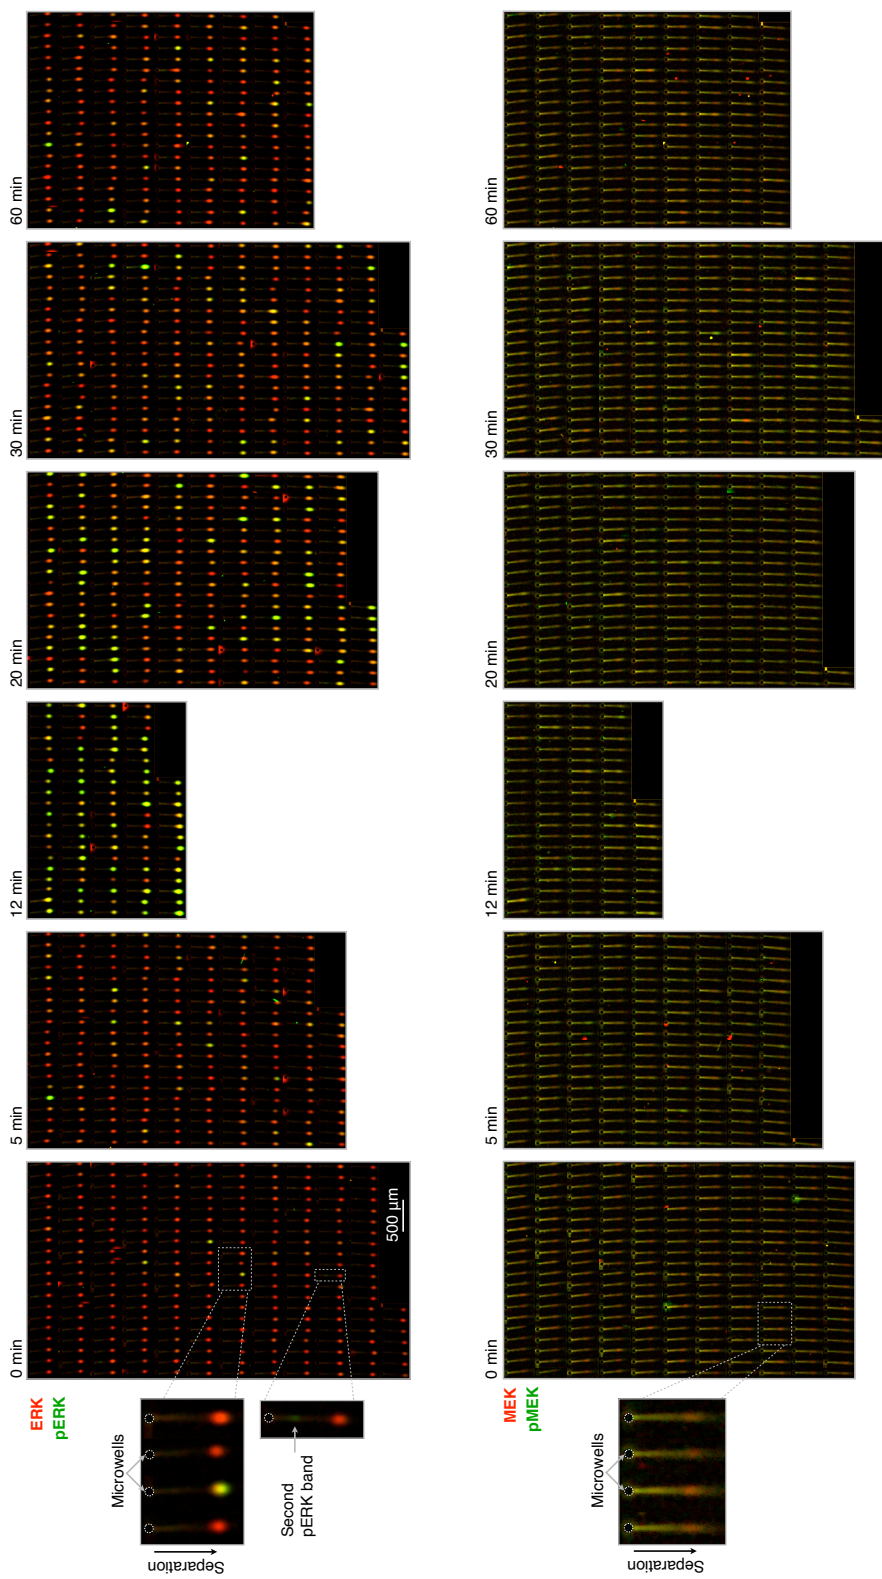 60 min
30 min
20 min
12 min
5 min
0 min
ERK
pERK
Microwells
Separation
Second
pERK band
500 µm
60 min
30 min
20 min
12 min
5 min
0 min
MEK
pMEK
Microwells
Separation